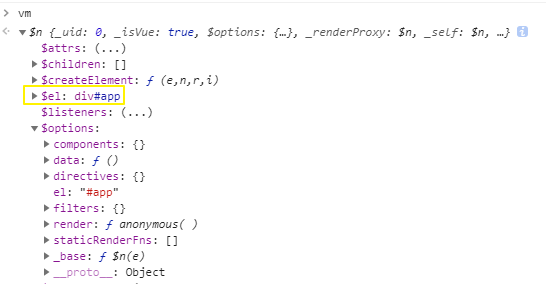 > vm
$n {_uid: 0, _isVue: true, $options: {…}, _renderProxy: $n, _self: $n, …}
$attrs: (...)
$children: []
$createElement: ƒ (e,n,r,i)
$el: div#app
$listeners: (...)
$options:
components: {}
data: ƒ ()
directives: {}
el: "#app"
filters: {}
render: ƒ anonymous( )
staticRenderFns: []
_base: ƒ $n(e)
__proto__: Object